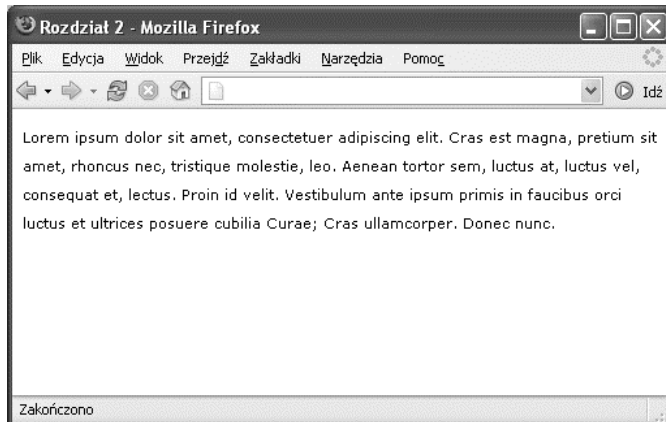 Rozdział 2 - Mozilla Firefox
Plik Edycja Widok Przejdź Zakładki Narzędzia Pomoc
Idź
Lorem ipsum dolor sit amet, consectetuer adipiscing elit. Cras est magna, pretium sit
amet, rhoncus nec, tristique molestie, leo. Aenean tortor sem, luctus at, luctus vel,
consequat et, lectus. Proin id velit. Vestibulum ante ipsum primis in faucibus orci
luctus et ultrices posuere cubilia Curae; Cras ullamcorper. Donec nunc.
Zakończono